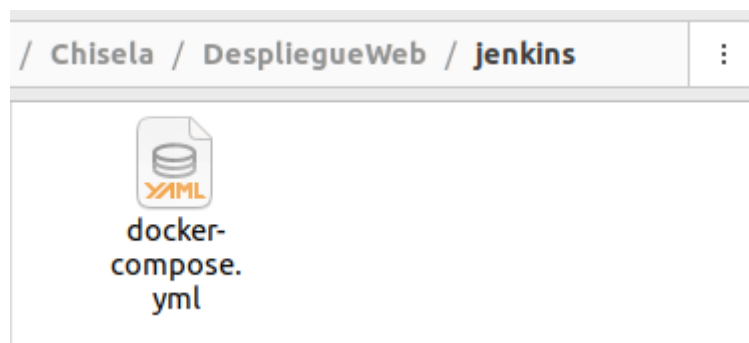 / Chisela / DespliegueWeb / jenkins
YAML
docker-
compose.
yml